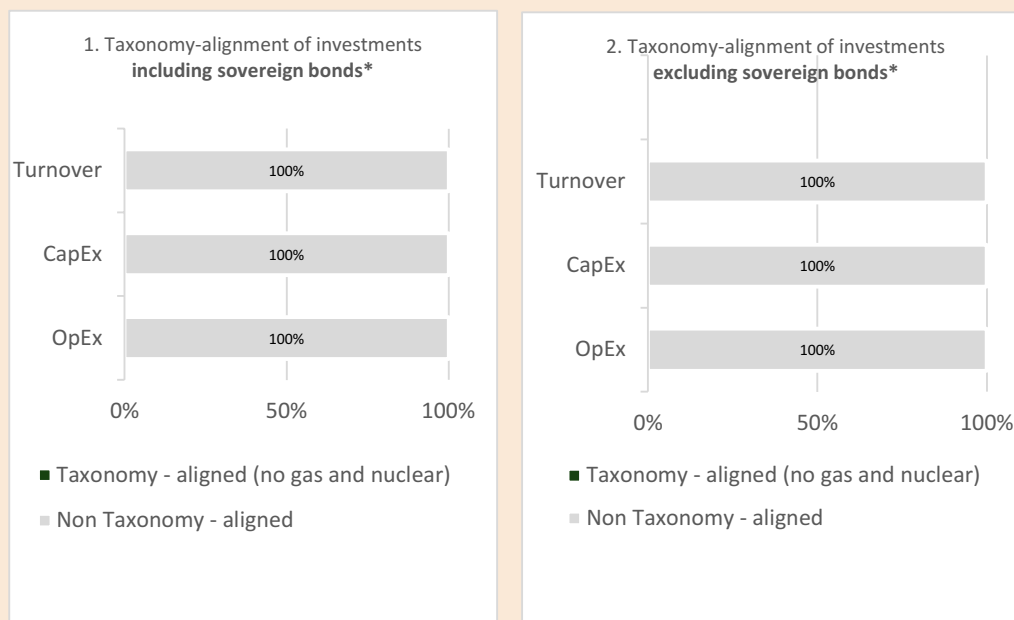 1. Taxonomy-alignment of investments
including sovereign bonds*
Turnover
100%
CapEx
100%
OpEx
100%
0% 50% 100%
Taxonomy - aligned (no gas and nuclear)
Non Taxonomy - aligned
2. Taxonomy-alignment of investments
excluding sovereign bonds*
Turnover
100%
CapEx
100%
OpEx
100%
0% 50% 100%
Taxonomy - aligned (no gas and nuclear)
Non Taxonomy - aligned